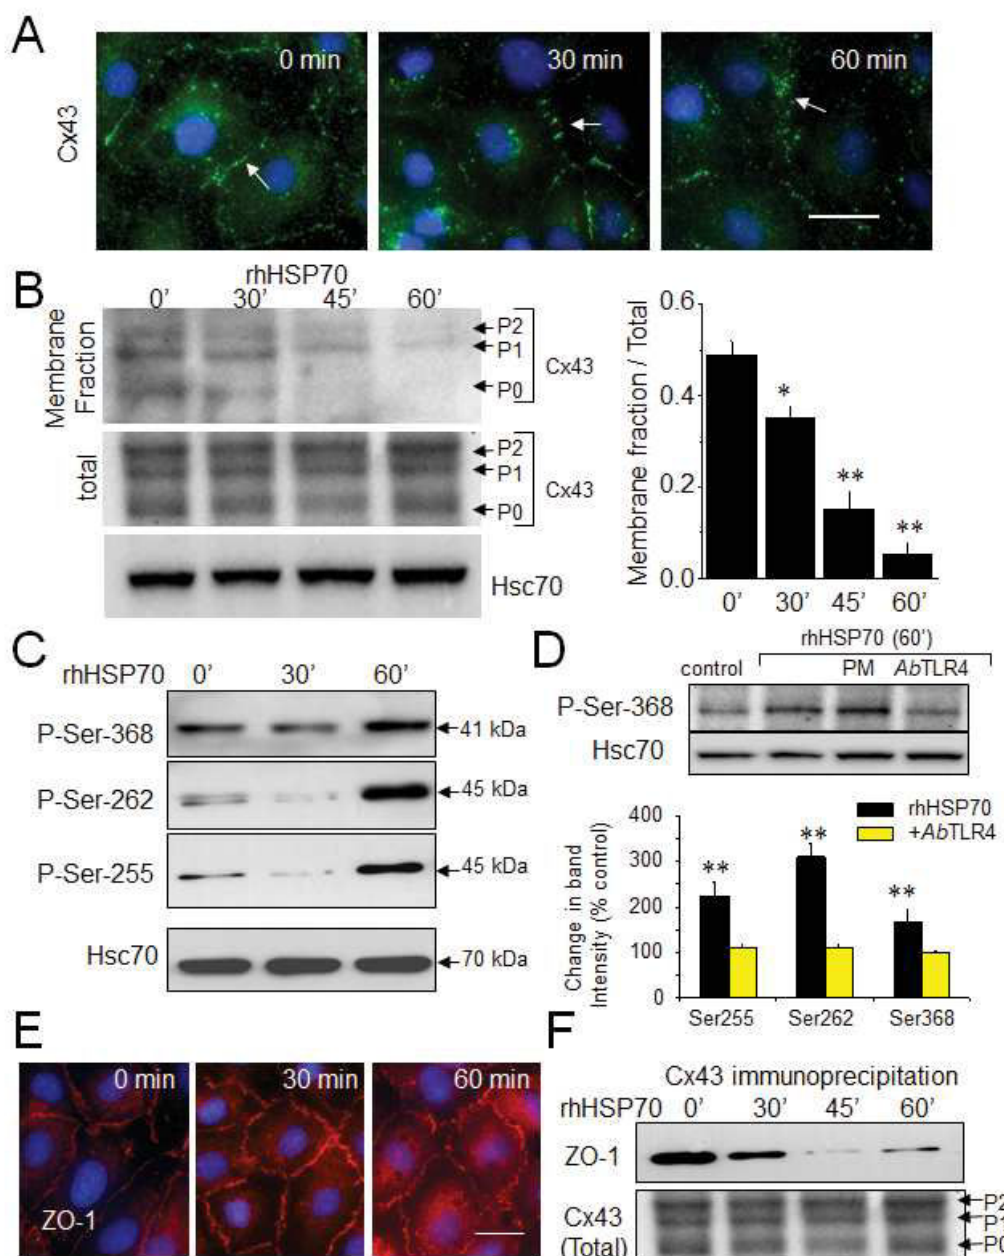 A
Cx43
0 min
30 min
60 min
B
rhHSP70
0’ 30’ 45’ 60’
Membrane
Fraction
P2
P1
P0
Cx43
total
P2
P1
P0
Cx43
Hsc70
Membrane fraction / Total
0.6
0.4
0.2
0.0
*
**
**
0’ 30’ 45’ 60’
C
rhHSP70 0’ 30’ 60’
P-Ser-368 41 kDa
P-Ser-262 45 kDa
P-Ser-255 45 kDa
Hsc70 70 kDa
D
rhHSP70 (60’)
control PM AbTLR4
P-Ser-368
Hsc70
Change in band
Intensity (% control)
400
300
200
100
0
rhHSP70
+AbTLR4
**
**
**
Ser255 Ser262 Ser368
E
0 min
30 min
60 min
ZO-1
F
Cx43 immunoprecipitation
rhHSP70 0’ 30’ 45’ 60’
ZO-1
Cx43
(Total)
P2
P1
P0